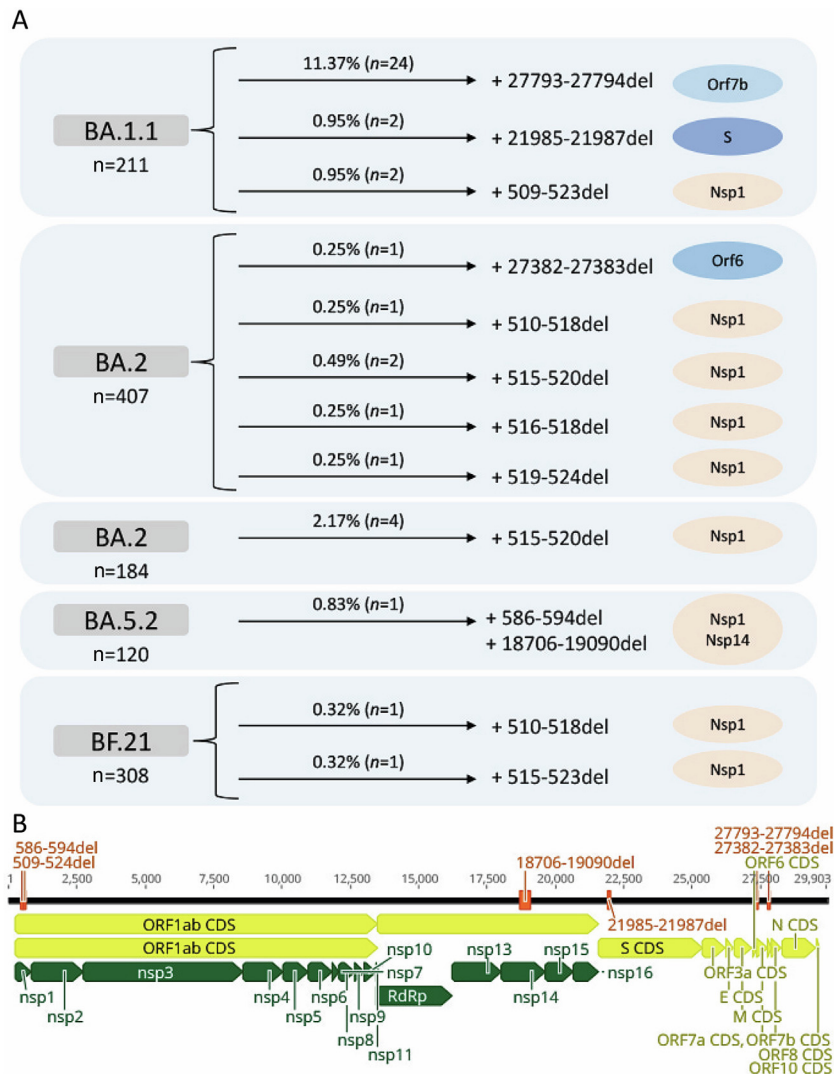 A
BA.1.1
n=211
11.37% (n=24)
+ 27793-27794del
Orf7b
0.95% (n=2)
+ 21985-21987del
S
0.95% (n=2)
+ 509-523del
Nsp1
BA.2
n=407
0.25% (n=1)
+ 27382-27383del
Orf6
0.25% (n=1)
+ 510-518del
Nsp1
0.49% (n=2)
+ 515-520del
Nsp1
0.25% (n=1)
+ 516-518del
Nsp1
0.25% (n=1)
+ 519-524del
Nsp1
BA.2
n=184
2.17% (n=4)
+ 515-520del
Nsp1
BA.5.2
n=120
0.83% (n=1)
+ 586-594del
+ 18706-19090del
Nsp1
Nsp14
BF.21
n=308
0.32% (n=1)
+ 510-518del
Nsp1
0.32% (n=1)
+ 515-523del
Nsp1
B
586-594del
509-524del
18706-19090del
27793-27794del
27382-27383del
ORF6 CDS
1 2,500 5,000 7,500 10,000 12,500 15,000 17,500 20,000 22,500 25,000 27,500 29,903
21985-21987del
N CDS
ORF1ab CDS
ORF1ab CDS
S CDS
nsp10
nsp13
nsp15
nsp3
nsp7
nsp16
ORF3a CDS
nsp1
nsp4
nsp6
RdRp
nsp14
E CDS
nsp2
nsp5
nsp9
M CDS
nsp8
nsp11
ORF7a CDS, ORF7b CDS
ORF8 CDS
ORF10 CDS